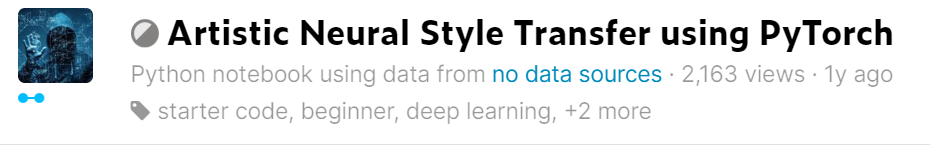 Artistic Neural Style Transfer using PyTorch
Python notebook using data from no data sources · 2,163 views · 1y ago
starter code, beginner, deep learning, +2 more